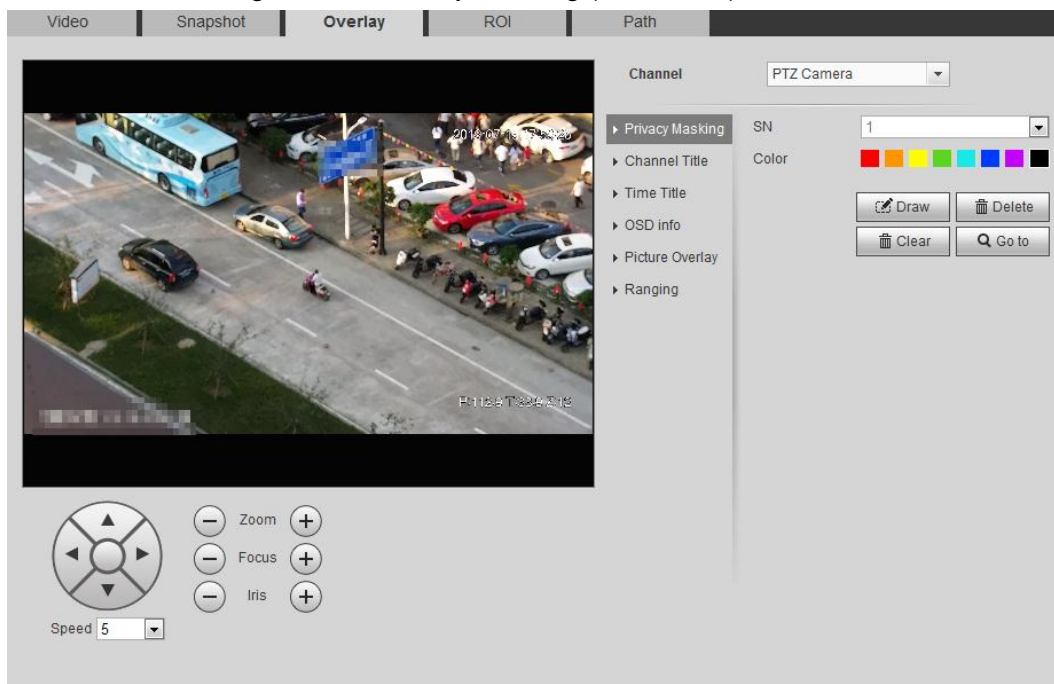 Video Snapshot Overlay ROI Path
Channel PTZ Camera
Privacy Masking
Channel Title
Time Title
OSD info
Picture Overlay
Ranging
SN 1
Color
Draw Delete
Clear Go to
Zoom
Focus
Iris
Speed 5